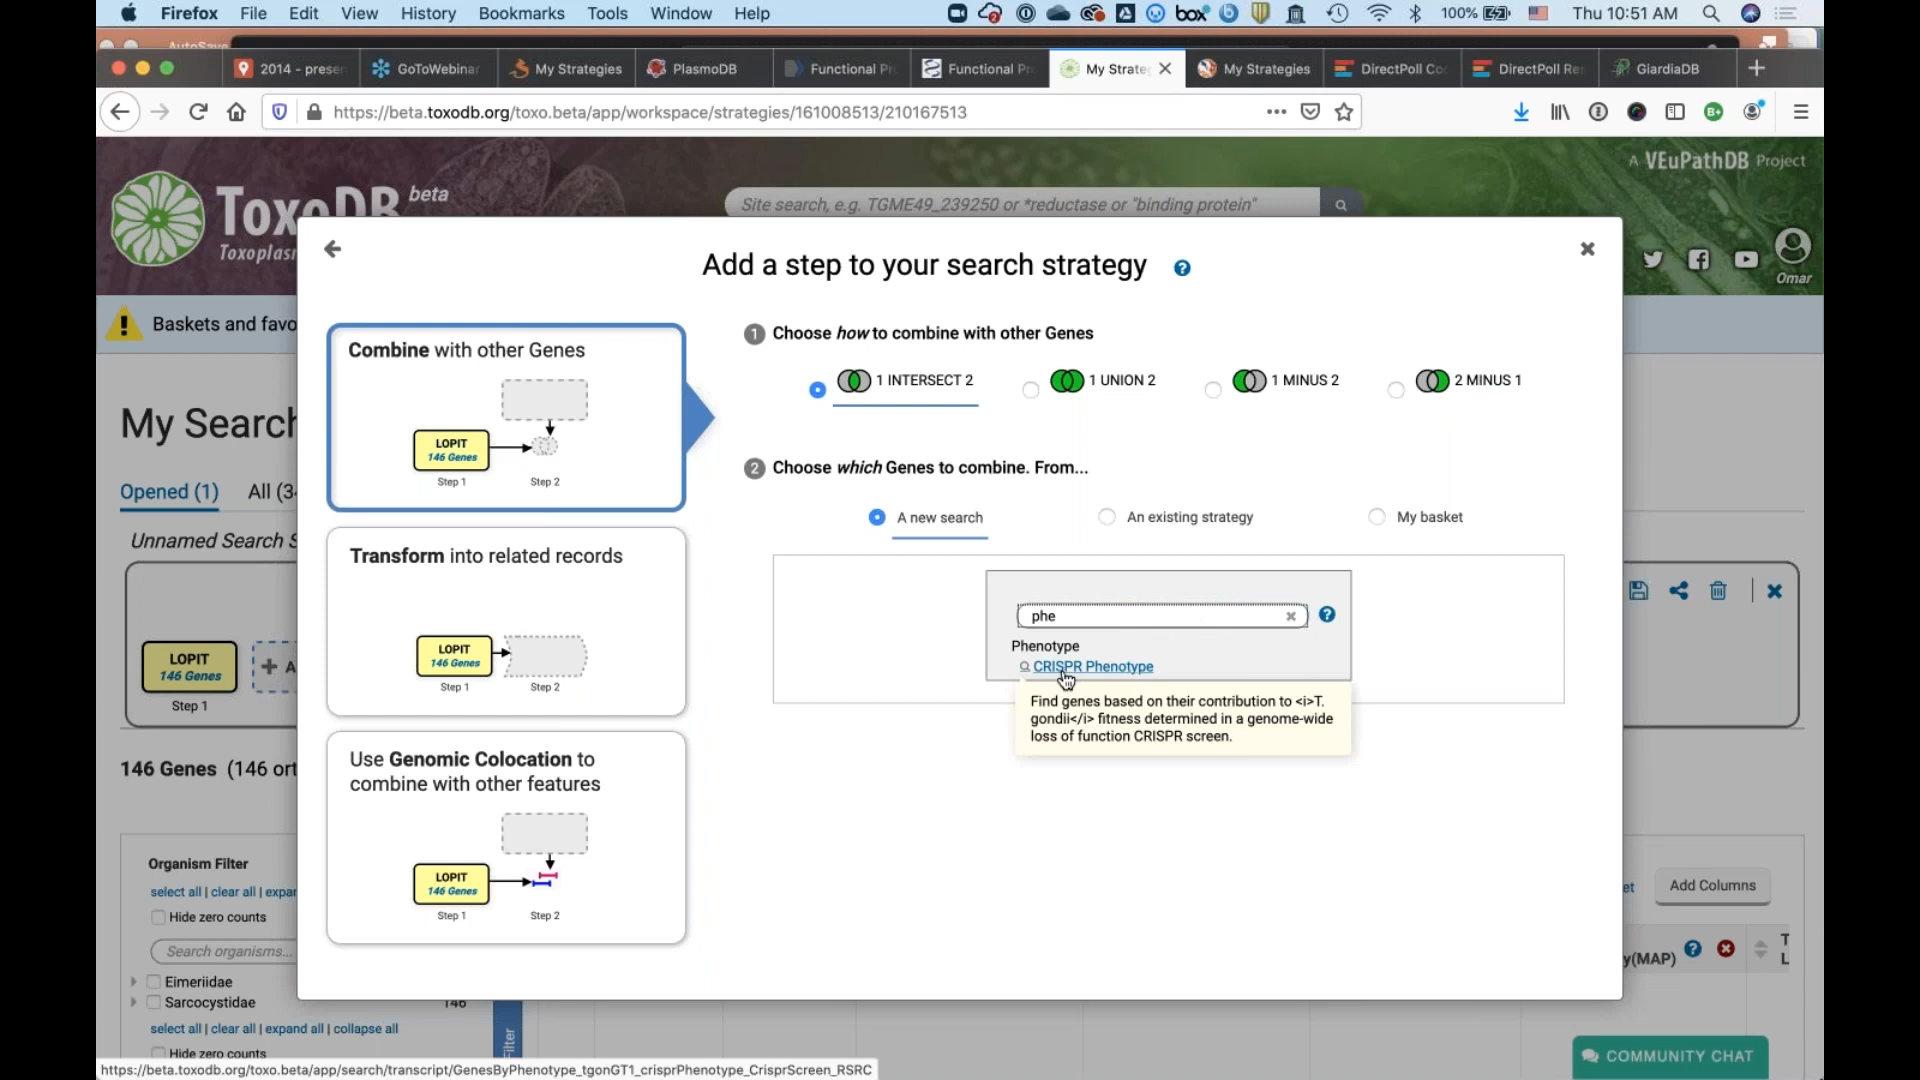 Firefox File Edit View History Bookmarks Tools Window Help
box
100%
Thu 10:51 AM
AutoSave
2014 - presen
GoToWebinar
My Strategies
PlasmoDB
Functional Pr
Functional Pr
My Strateg
My Strategies
DirectPoll Co
DirectPoll Res
GiardiaDB
https://beta.toxodb.org/toxo.beta/app/workspace/strategies/161008513/210167513
ToxoDB beta
Toxoplas
Site search, e.g. TGME49_239250 or *reductase or "binding protein"
A VEuPathDB Project
Omar
Baskets and favo
My Search
Opened (1) All (34
Unnamed Search S
LOPIT
146 Genes
A
Step 1
146 Genes (146 ort
Add a step to your search strategy
Combine with other Genes
LOPIT
146 Genes
Step 1 Step 2
Transform into related records
LOPIT
146 Genes
Step 1 Step 2
Use Genomic Colocation to
combine with other features
LOPIT
146 Genes
Step 1 Step 2
1 Choose how to combine with other Genes
1 INTERSECT 2
1 UNION 2
1 MINUS 2
2 MINUS 1
2 Choose which Genes to combine. From...
A new search
An existing strategy
My basket
phe
Phenotype
CRISPR Phenotype
Find genes based on their contribution to <i>T.
gondii</i> fitness determined in a genome-wide
loss of function CRISPR screen.
Organism Filter
select all | clear all | expan
Hide zero counts
Search organisms...
Eimeriidae
Sarcocystidae 146
select all | clear all | expand all | collapse all
Hide zero counts
Filter
et
Add Columns
y(MAP)
T
L
COMMUNITY CHAT
https://beta.toxodb.org/toxo.beta/app/search/transcript/GenesByPhenotype_tgonGT1_crisprPhenotype_CrisprScreen_RSRC